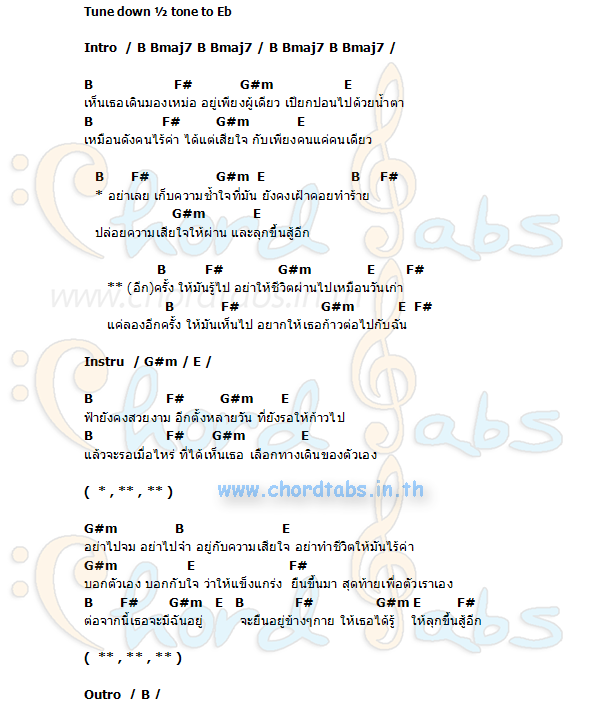 Tune down ½ tone to Eb
Intro / B Bmaj7 B Bmaj7 / B Bmaj7 B Bmaj7 /
B F# G#m E
เห็นเธอเดินมองเหม่อ อยู่เพียงผู้เดียว เปียกปอนไปด้วยน้ำตา
B F# G#m E
เหมือนดังคนไร้ค่า ได้แต่เสียใจ กับเพียงคนแค่คนเดียว
B F# G#m E B F#
* อย่าเลย เก็บความช้ำใจที่มัน ยังคงเฝ้าคอยทำร้าย
G#m E
ปล่อยความเสียใจให้ผ่าน และลุกขึ้นสู้อีก
B F# G#m E F#
** (อีก)ครั้ง ให้มันรู้ไป อย่าให้ชีวิตผ่านไปเหมือนวันเก่า
www.chordtabs.in.th
B F# G#m E F#
แค่ลองอีกครั้ง ให้มันเห็นไป อยากให้เธอก้าวต่อไปกับฉัน
Instru / G#m / E /
B F# G#m E
ฟ้ายังคงสวยงาม อีกตั้งหลายวัน ที่ยังรอให้ก้าวไป
B F# G#m E
แล้วจะรอเมื่อไหร่ ที่ได้เห็นเธอ เลือกทางเดินของตัวเอง
( * , ** , ** )
www.chordtabs.in.th
G#m B E
อย่าไปจม อย่าไปจำ อยู่กับความเสียใจ อย่าทำชีวิตให้มันไร้ค่า
G#m E F#
บอกตัวเอง บอกกับใจ ว่าให้แข็งแกร่ง ยืนขึ้นมา สุดท้ายเพื่อตัวเราเอง
B F# G#m E B F# G#m E F#
ต่อจากนี้เธอจะมีฉันอยู่ จะยืนอยู่ข้างๆกาย ให้เธอได้รู้ ให้ลุกขึ้นสู้อีก
( ** , ** , ** )
Outro / B /